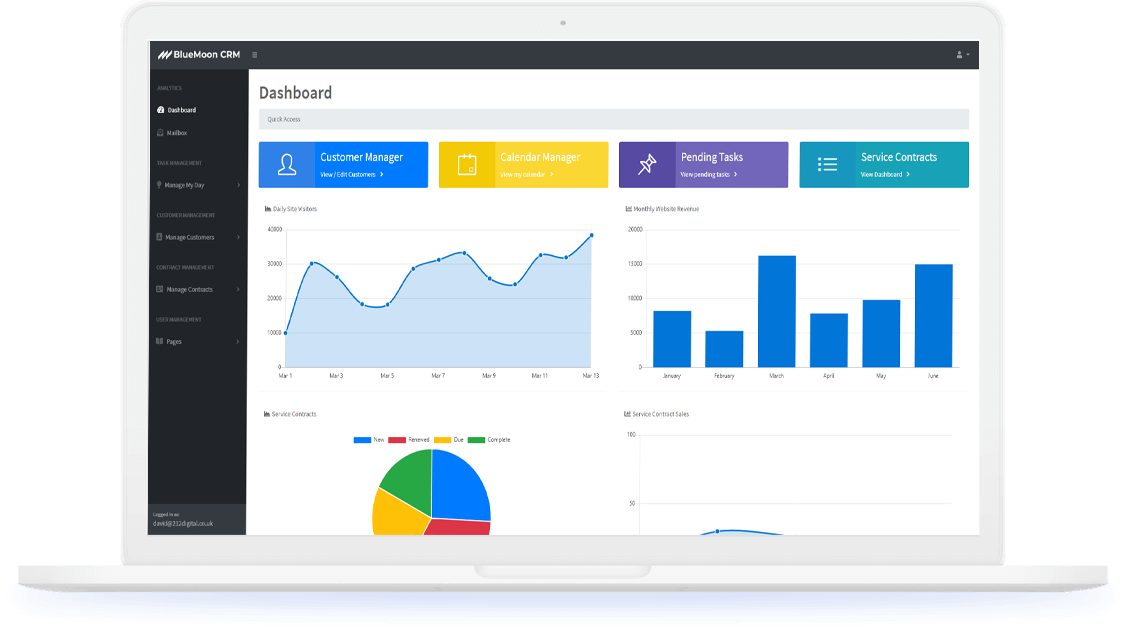 BlueMoon CRM
ANALYTICS
Dashboard
Mailbox
TASK MANAGEMENT
Manage My Day
CUSTOMER MANAGEMENT
Manage Customers
CONTRACT MANAGEMENT
Manage Contracts
USER MANAGEMENT
Pages
Logged in as:
david@212digital.co.uk
Dashboard
Quick Access
Customer Manager
View / Edit Customers
Calendar Manager
View my calendar
Pending Tasks
View pending tasks
Service Contracts
View Dashboard
Daily Site Visitors
40000
30000
20000
10000
0
Mar 1 Mar 3 Mar 5 Mar 7 Mar 9 Mar 11 Mar 13
Monthly Website Revenue
20000
15000
10000
5000
0
January February March April May June
Service Contracts
New Renewed Due Complete
Service Contract Sales
100
50